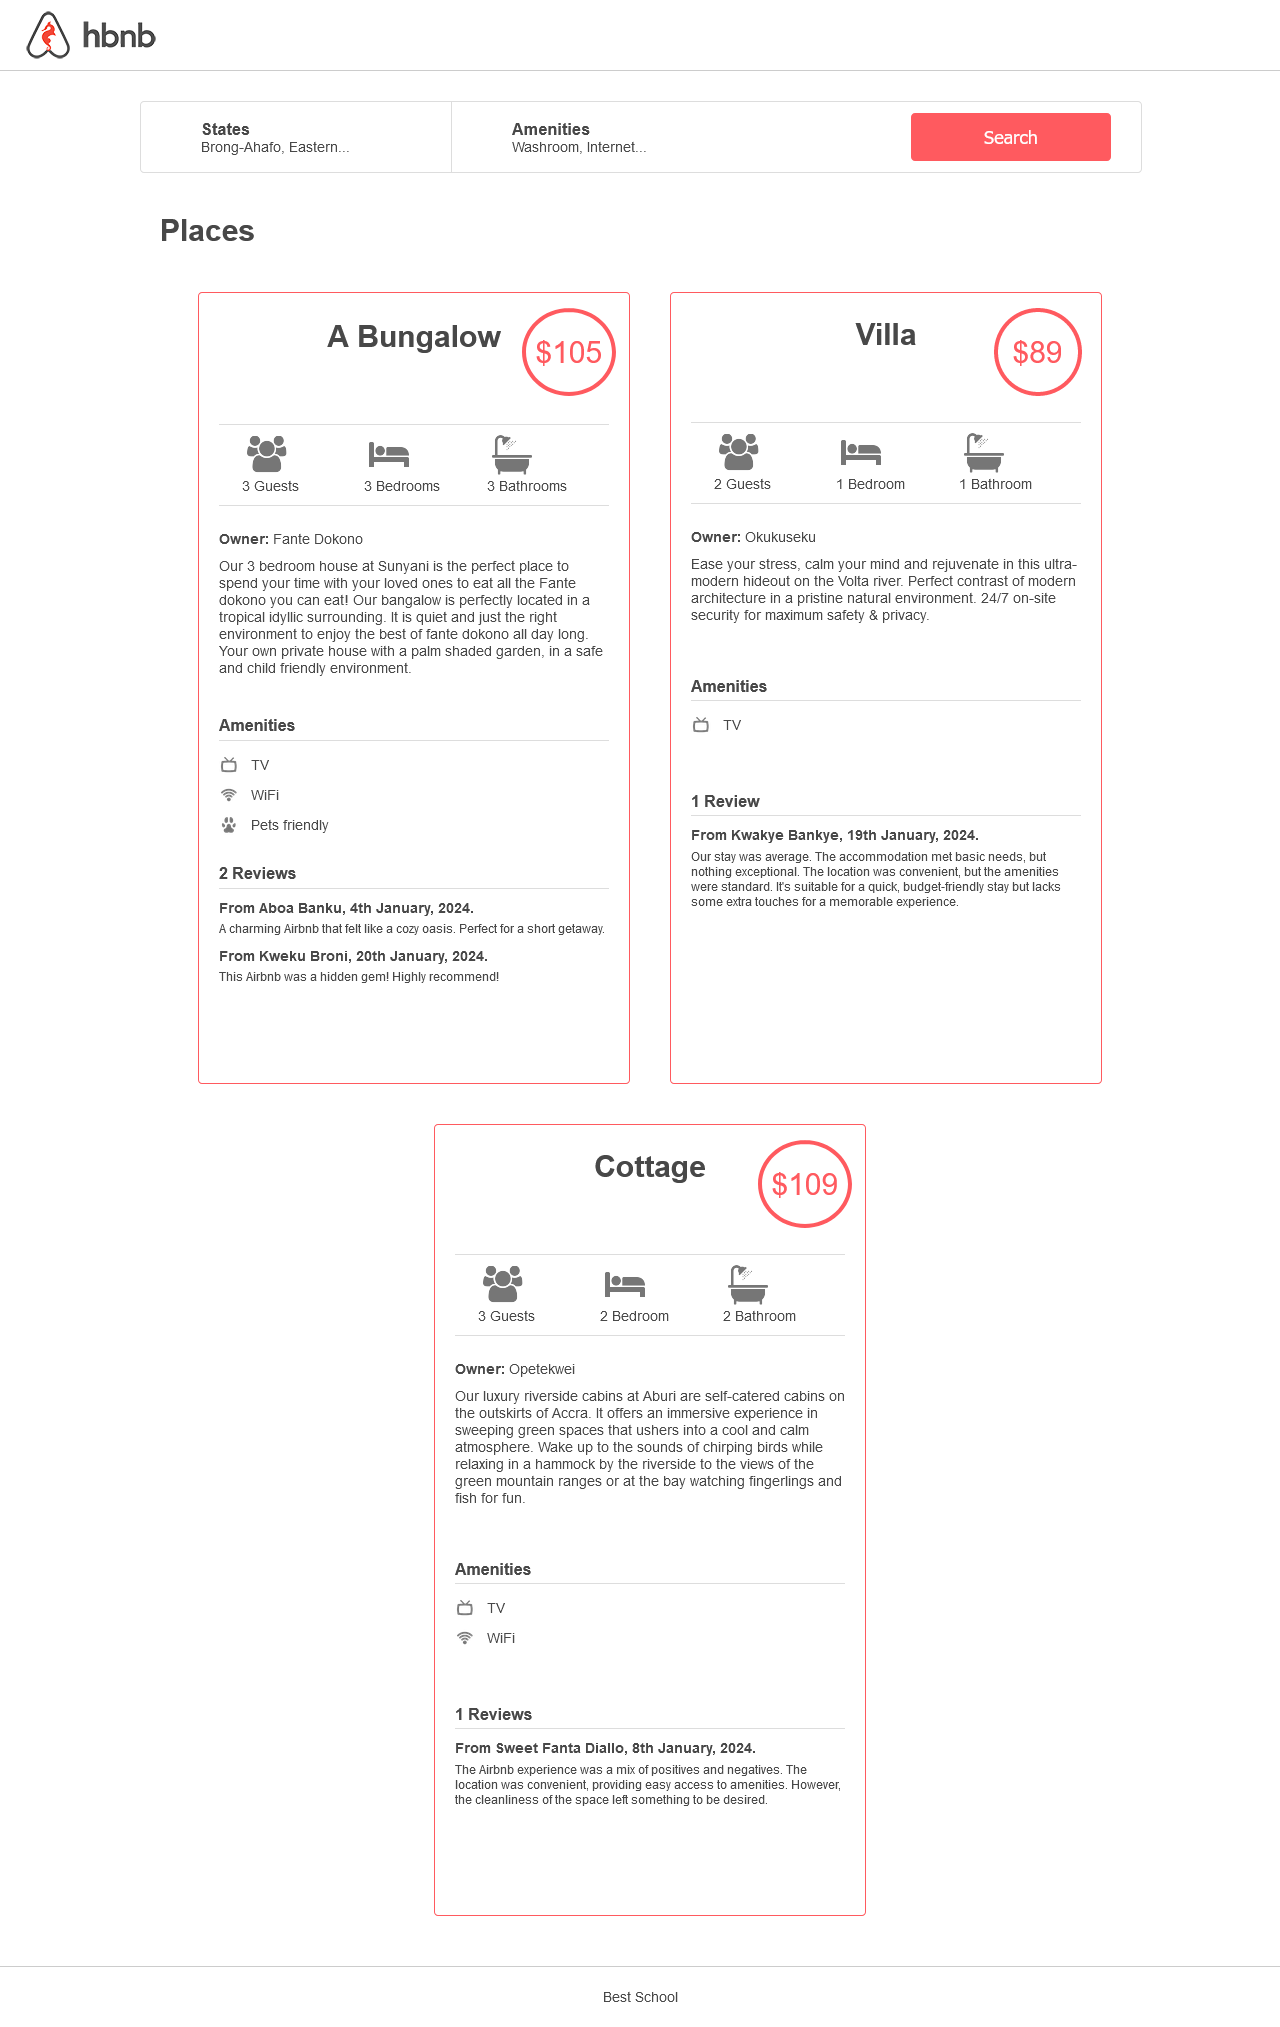 hbnb
States
Brong-Ahafo, Eastern...
Amenities
Washroom, Internet...
Search
Places
A Bungalow
$105
3 Guests
3 Bedrooms
3 Bathrooms
Owner: Fante Dokono
Our 3 bedroom house at Sunyani is the perfect place to
spend your time with your loved ones to eat all the Fante
dokono you can eat! Our bangalow is perfectly located in a
tropical idyllic surrounding. It is quiet and just the right
environment to enjoy the best of fante dokono all day long.
Your own private house with a palm shaded garden, in a safe
and child friendly environment.
Amenities
TV
WiFi
Pets friendly
2 Reviews
From Aboa Banku, 4th January, 2024.
A charming Airbnb that felt like a cozy oasis. Perfect for a short getaway.
From Kweku Broni, 20th January, 2024.
This Airbnb was a hidden gem! Highly recommend!
Villa
$89
2 Guests
1 Bedroom
1 Bathroom
Owner: Okukuseku
Ease your stress, calm your mind and rejuvenate in this ultra-
modern hideout on the Volta river. Perfect contrast of modern
architecture in a pristine natural environment. 24/7 on-site
security for maximum safety & privacy.
Amenities
TV
1 Review
From Kwakye Bankye, 19th January, 2024.
Our stay was average. The accommodation met basic needs, but
nothing exceptional. The location was convenient, but the amenities
were standard. It's suitable for a quick, budget-friendly stay but lacks
some extra touches for a memorable experience.
Cottage
$109
3 Guests
2 Bedroom
2 Bathroom
Owner: Opetekwei
Our luxury riverside cabins at Aburi are self-catered cabins on
the outskirts of Accra. It offers an immersive experience in
sweeping green spaces that ushers into a cool and calm
atmosphere. Wake up to the sounds of chirping birds while
relaxing in a hammock by the riverside to the views of the
green mountain ranges or at the bay watching fingerlings and
fish for fun.
Amenities
TV
WiFi
1 Reviews
From Sweet Fanta Diallo, 8th January, 2024.
The Airbnb experience was a mix of positives and negatives. The
location was convenient, providing easy access to amenities. However,
the cleanliness of the space left something to be desired.
Best School